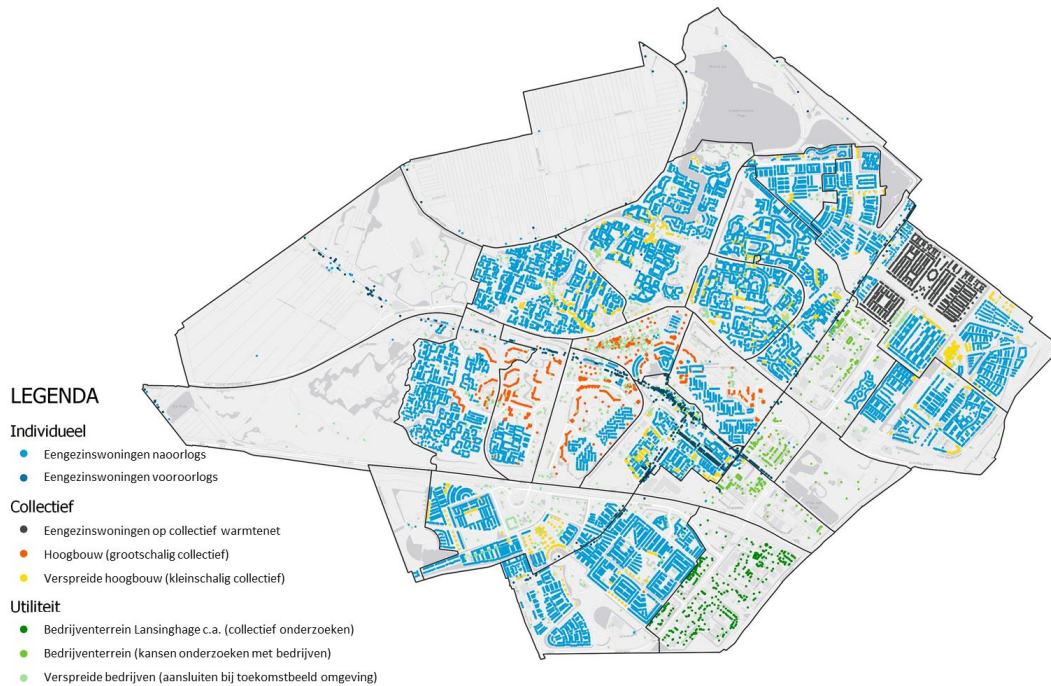 LEGENDA
Individueel
Eengezinswoningen naoorlogs
Eengezinswoningen vooroorlogs
Collectief
Eengezinswoningen op collectief warmtenet
Hoogbouw (grootschalig collectief)
Verspreide hoogbouw (kleinschalig collectief)
Utiliteit
Bedrijventerrein Lansinghage c.a. (collectief onderzoeken)
Bedrijventerrein (kansen onderzoeken met bedrijven)
Verspreide bedrijven (aansluiten bij toekomstbeeld omgeving)